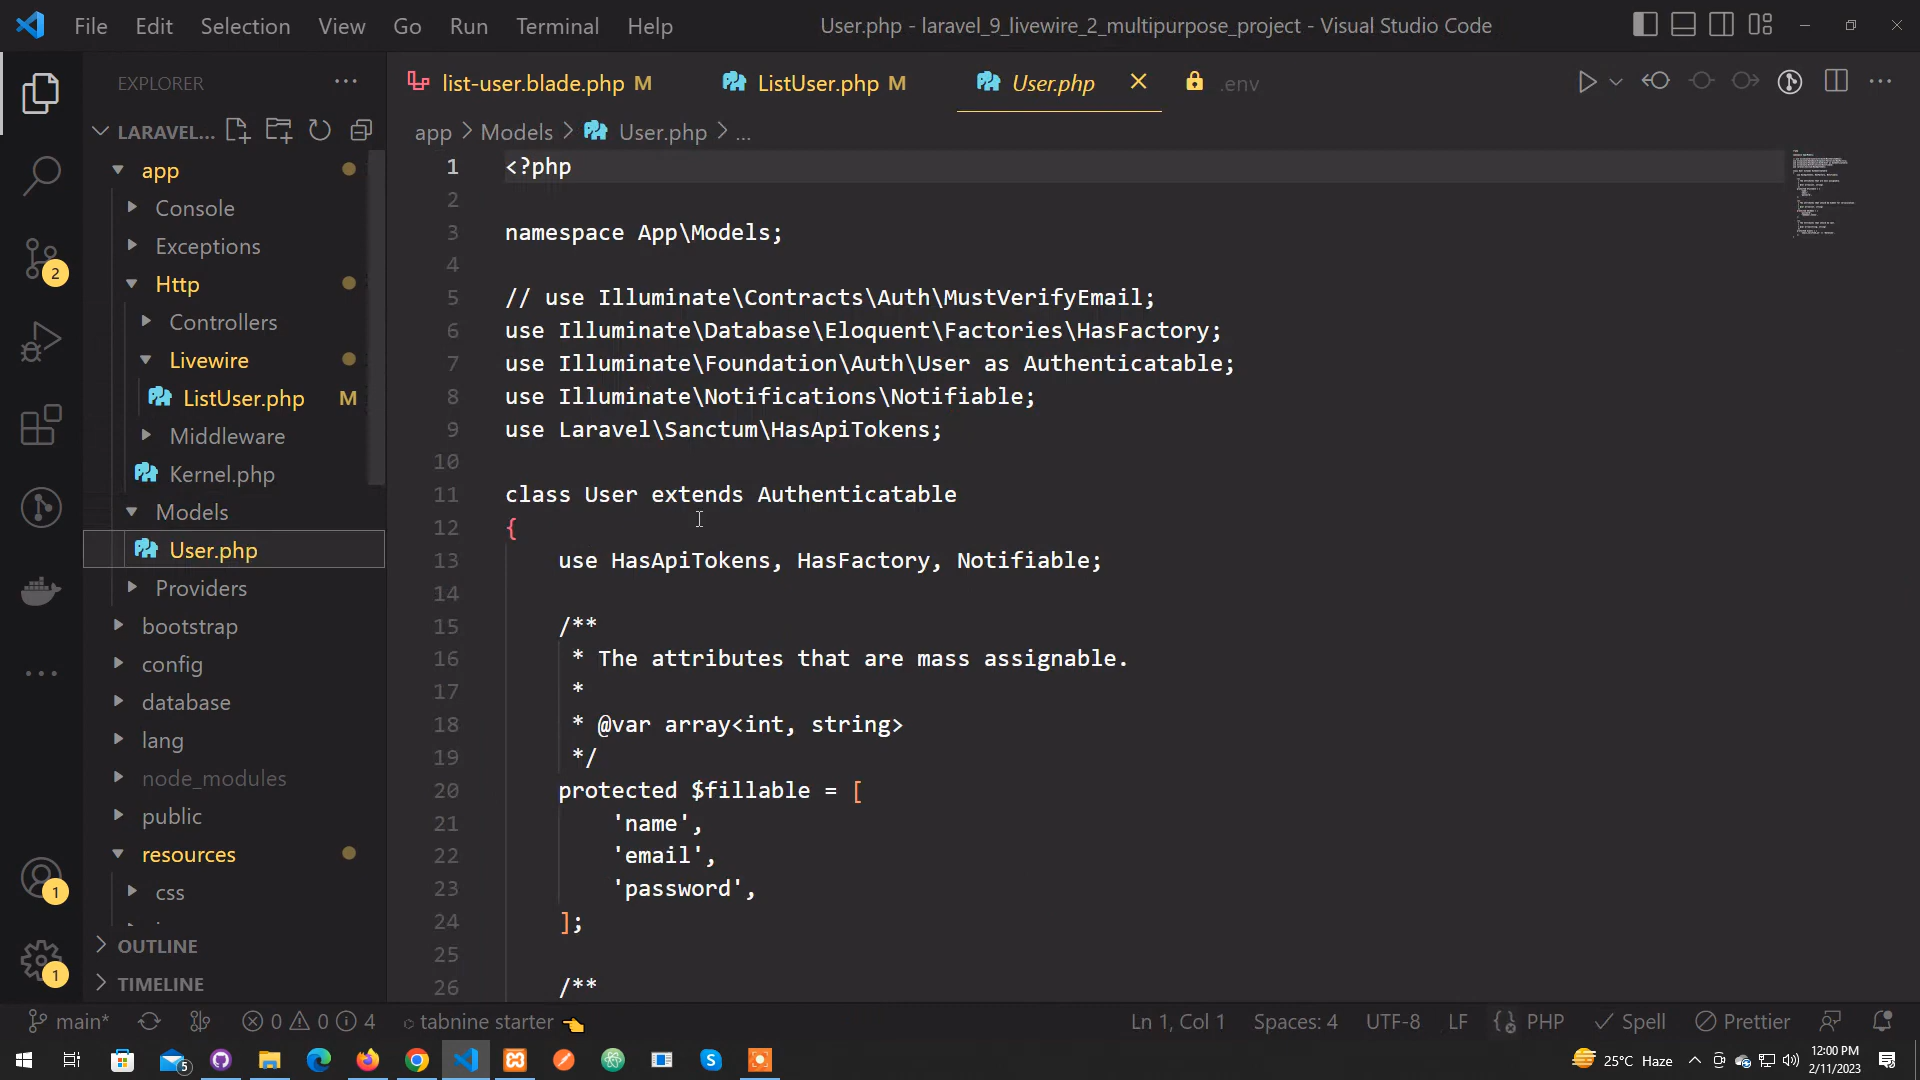 File Edit Selection View Go Run Terminal Help
User.php - laravel_9_livewire_2_multipurpose_project - Visual Studio Code
EXPLORER
LARAVEL...
app
Console
Exceptions
Http
Controllers
Livewire
ListUser.php M
Middleware
Kernel.php
Models
User.php
Providers
bootstrap
config
database
lang
node_modules
public
resources
css
OUTLINE
TIMELINE
2
1
1
list-user.blade.php M
ListUser.php M
User.php
.env
app > Models > User.php > ...
1 <?php
2
3 namespace App\Models;
4
5 // use Illuminate\Contracts\Auth\MustVerifyEmail;
6 use Illuminate\Database\Eloquent\Factories\HasFactory;
7 use Illuminate\Foundation\Auth\User as Authenticatable;
8 use Illuminate\Notifications\Notifiable;
9 use Laravel\Sanctum\HasApiTokens;
10
11 class User extends Authenticatable
12 {
13 use HasApiTokens, HasFactory, Notifiable;
14
15 /**
16 * The attributes that are mass assignable.
17 *
18 * @var array<int, string>
19 */
20 protected $fillable = [
21 'name',
22 'email',
23 'password',
24 ];
25
26 /**
main* 0 0 4 tabnine starter
Ln 1, Col 1 Spaces: 4 UTF-8 LF PHP Spell Prettier
5
25°C Haze
12:00 PM
2/11/2023